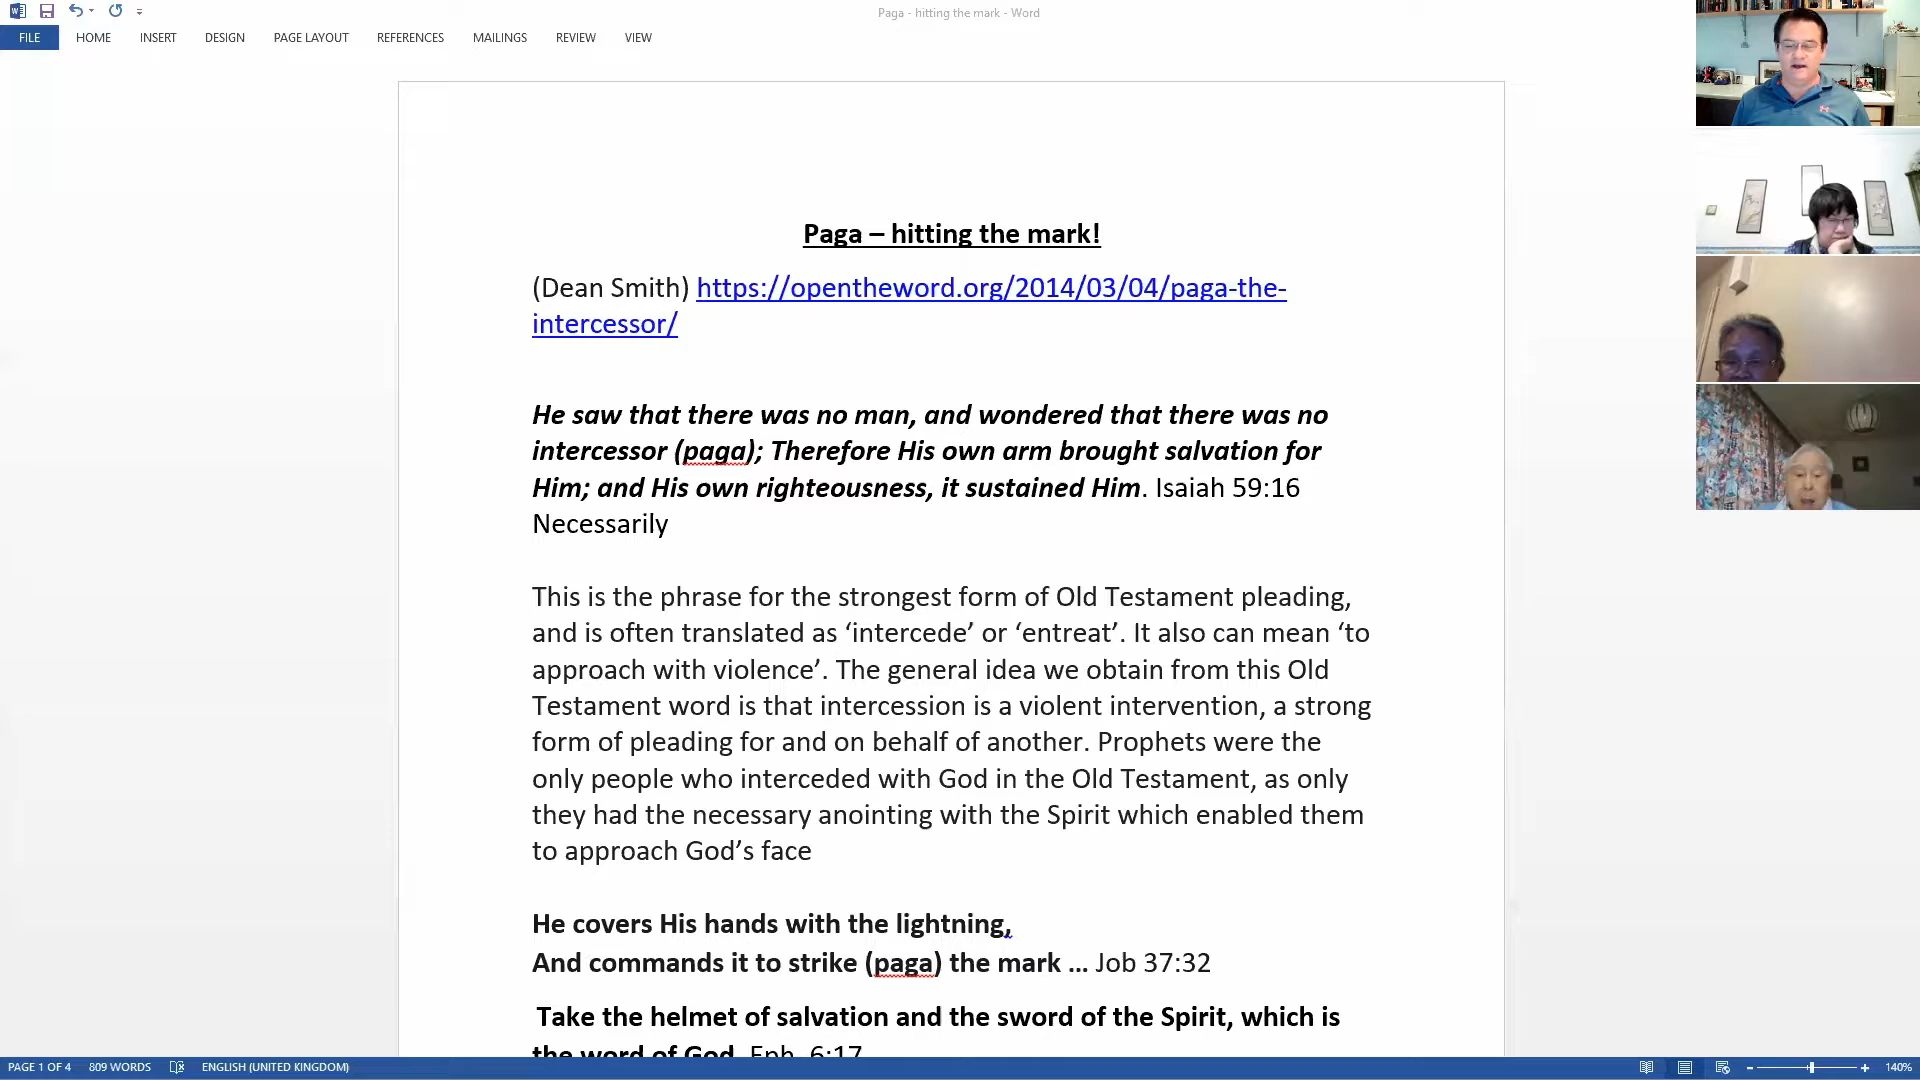 Paga - hitting the mark - Word
FILE HOME INSERT DESIGN PAGE LAYOUT REFERENCES MAILINGS REVIEW VIEW
Paga – hitting the mark!
(Dean Smith) https://opentheword.org/2014/03/04/paga-the-
intercessor/
He saw that there was no man, and wondered that there was no
intercessor (paga); Therefore His own arm brought salvation for
Him; and His own righteousness, it sustained Him. Isaiah 59:16
Necessarily
This is the phrase for the strongest form of Old Testament pleading,
and is often translated as ‘intercede’ or ‘entreat’. It also can mean ‘to
approach with violence’. The general idea we obtain from this Old
Testament word is that intercession is a violent intervention, a strong
form of pleading for and on behalf of another. Prophets were the
only people who interceded with God in the Old Testament, as only
they had the necessary anointing with the Spirit which enabled them
to approach God’s face
He covers His hands with the lightning,
And commands it to strike (paga) the mark ... Job 37:32
Take the helmet of salvation and the sword of the Spirit, which is
the word of God. Eph. 6:17
PAGE 1 OF 4 809 WORDS ENGLISH (UNITED KINGDOM) 140%